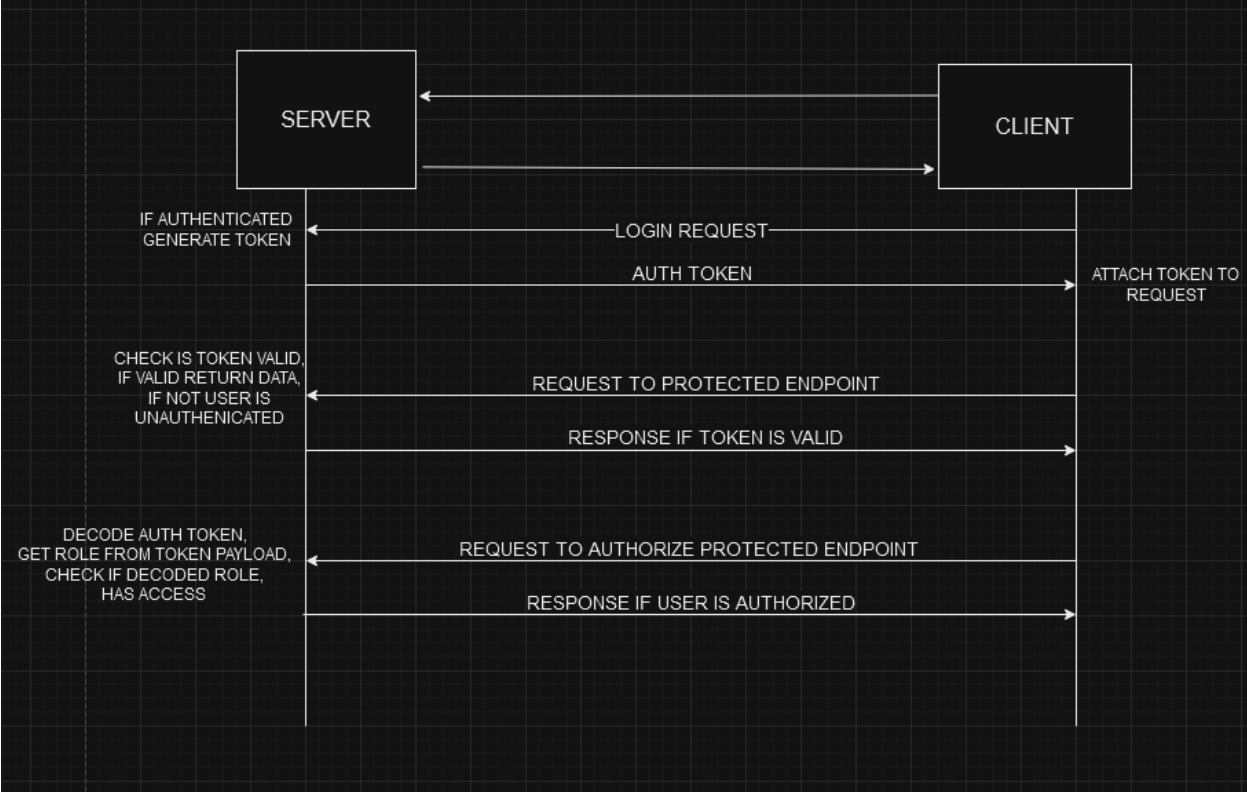 SERVER
CLIENT
IF AUTHENTICATED
GENERATE TOKEN
LOGIN REQUEST
AUTH TOKEN
ATTACH TOKEN TO
REQUEST
CHECK IS TOKEN VALID,
IF VALID RETURN DATA,
IF NOT USER IS
UNAUTHENICATED
REQUEST TO PROTECTED ENDPOINT
RESPONSE IF TOKEN IS VALID
DECODE AUTH TOKEN,
GET ROLE FROM TOKEN PAYLOAD,
CHECK IF DECODED ROLE,
HAS ACCESS
REQUEST TO AUTHORIZE PROTECTED ENDPOINT
RESPONSE IF USER IS AUTHORIZED